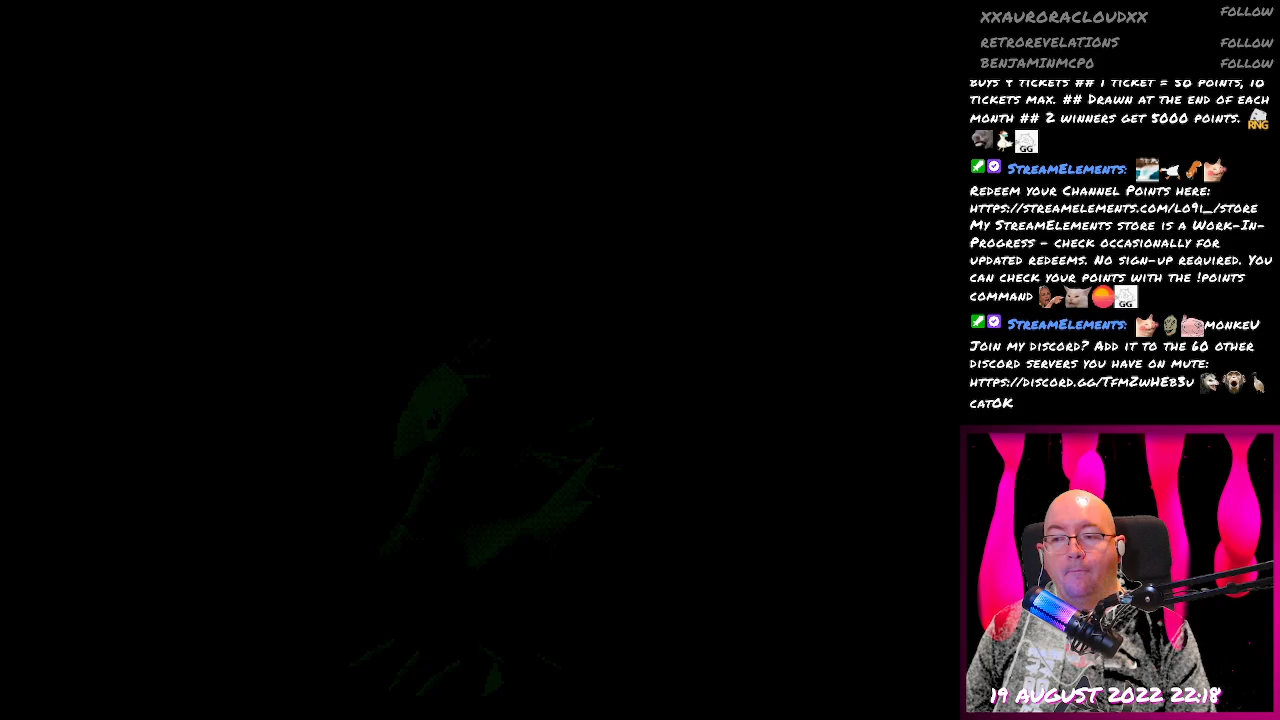 xxAuroraCloudxx Follow
RetroRevelations Follow
BenjaminMcPo Follow
buys 4 tickets ## 1 ticket = 50 points, 10
tickets max. ## Drawn at the end of each
month ## 2 winners get 5000 points. RNG
GG
StreamElements:
Redeem your Channel Points here:
https://streamelements.com/lo9i_/store
My StreamElements store is a Work-In-
Progress - check occasionally for
updated redeems. No sign-up required. You
can check your points with the !points
command GG
StreamElements: monkeU
Join my discord? Add it to the 60 other
discord servers you have on mute:
https://discord.gg/TfmZwHEb3u
catOK
19 August 2022 22:18